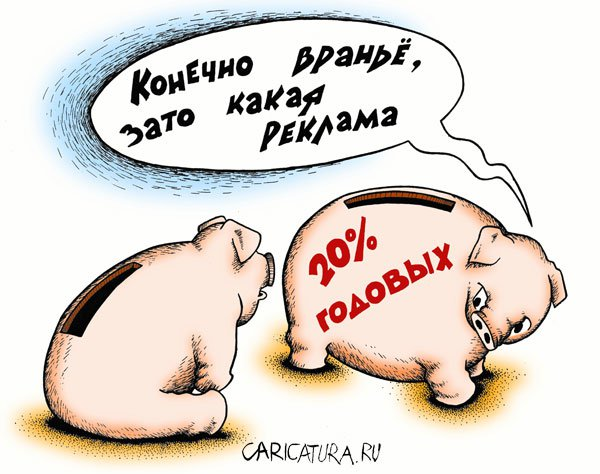 Конечно враньё,
зато какая
реклама
20%
годовых
CARICATURA.RU